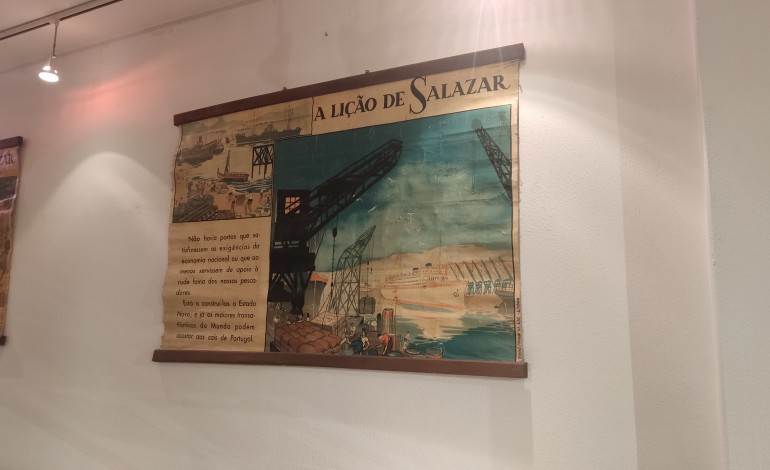 A LIÇÃO DE SALAZAR
Não havia portos que sa-
tisfizessem as exigências da
economia nacional ou que ao
menos servissem de apoio à
rude faina dos nossos pesca-
dores.
Está a construí-los o Estado
Novo, e já os maiores transa-
tlânticos do Mundo podem
acostar aos cais de Portugal.